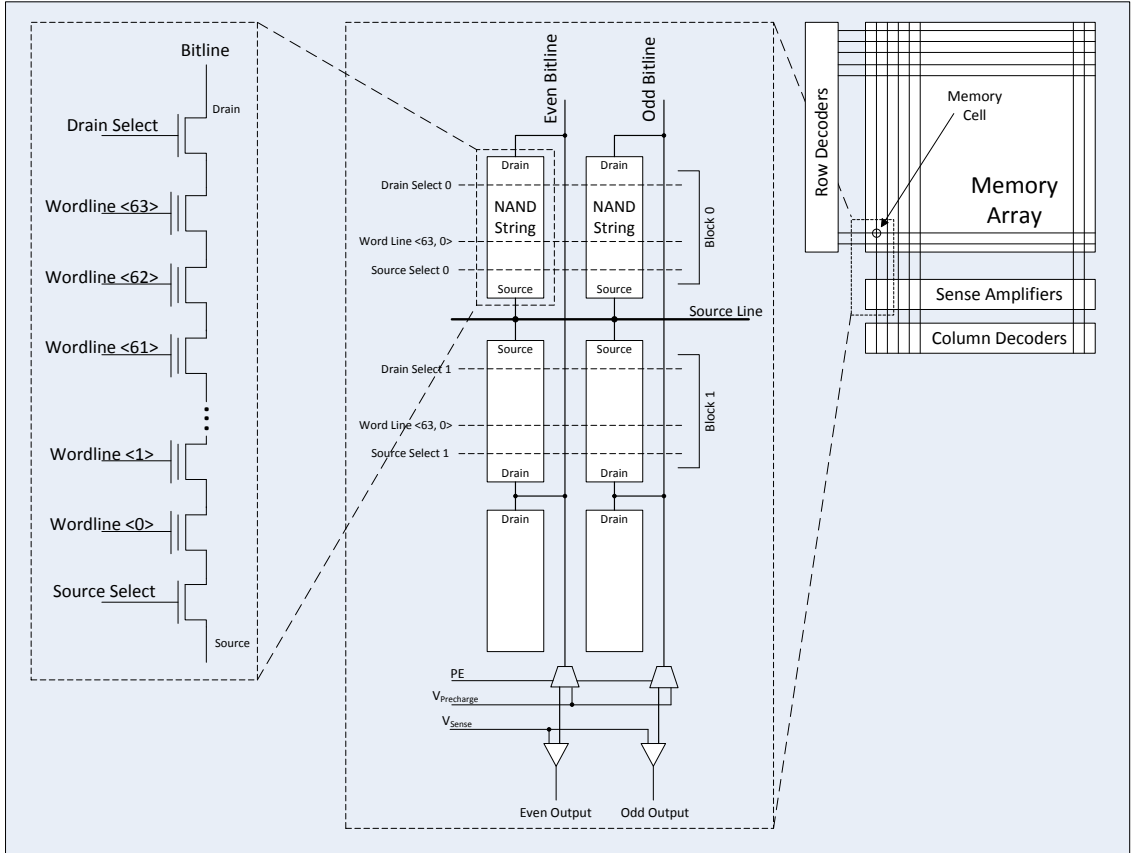 Bitline
Drain
Drain Select
Wordline <63>
Wordline <62>
Wordline <61>
Wordline <1>
Wordline <0>
Source Select
Source
Even Bitline
Odd Bitline
Drain
Drain
Drain Select 0
NAND
String
NAND
String
Word Line <63, 0>
Source Select 0
Source
Source
Block 0
Source Line
Source
Source
Drain Select 1
Word Line <63, 0>
Source Select 1
Drain
Drain
Block 1
Drain
Drain
PE
VPrecharge
VSense
Even Output
Odd Output
Row Decoders
Memory
Cell
Memory
Array
Sense Amplifiers
Column Decoders